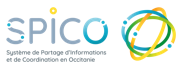 SPICO
Système de Partage d'Informations
et de Coordination en Occitanie